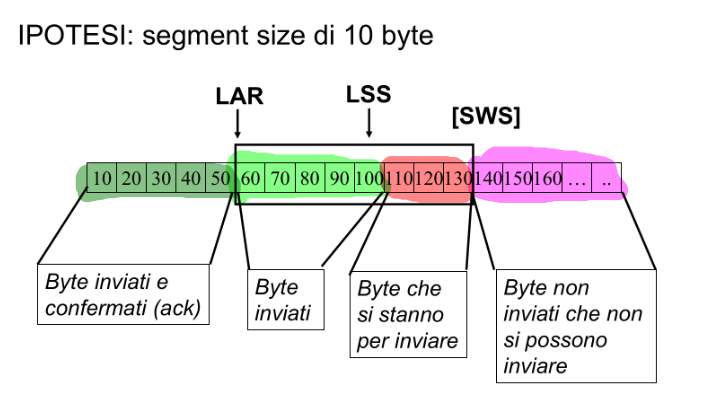 IPOTESI: segment size di 10 byte
LAR
LSS
[SWS]
10 20 30 40 50 60 70 80 90 100 110 120 130 140 150 160 ... ..
Byte inviati e
confermati (ack)
Byte
inviati
Byte che
si stanno
per inviare
Byte non
inviati che non
si possono
inviare